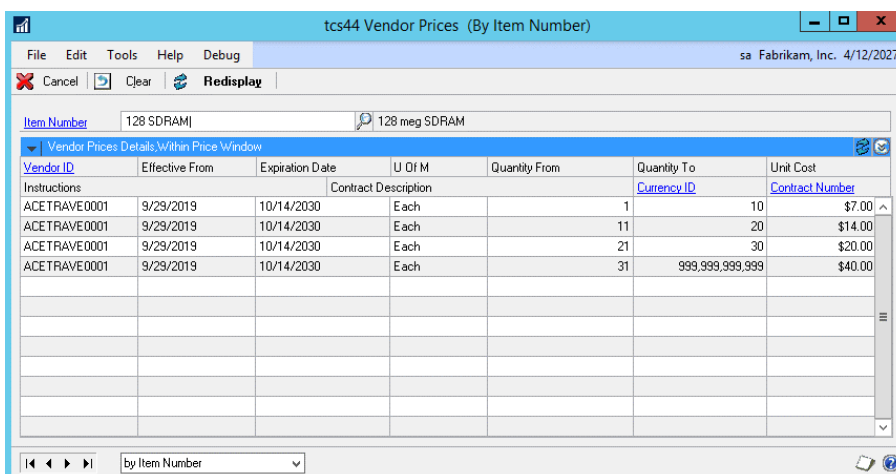 tcs44 Vendor Prices (By Item Number)
File Edit Tools Help Debug sa Fabrikam, Inc. 4/12/2027
Cancel Clear Redisplay
Item Number 128 SDRAM 128 meg SDRAM
Vendor Prices Details,Within Price Window
Vendor ID Effective From Expiration Date U Of M Quantity From Quantity To Unit Cost
Instructions Contract Description Currency ID Contract Number
ACETRAVE0001 9/29/2019 10/14/2030 Each 1 10 $7.00
ACETRAVE0001 9/29/2019 10/14/2030 Each 11 20 $14.00
ACETRAVE0001 9/29/2019 10/14/2030 Each 21 30 $20.00
ACETRAVE0001 9/29/2019 10/14/2030 Each 31 999,999,999,999 $40.00
by Item Number